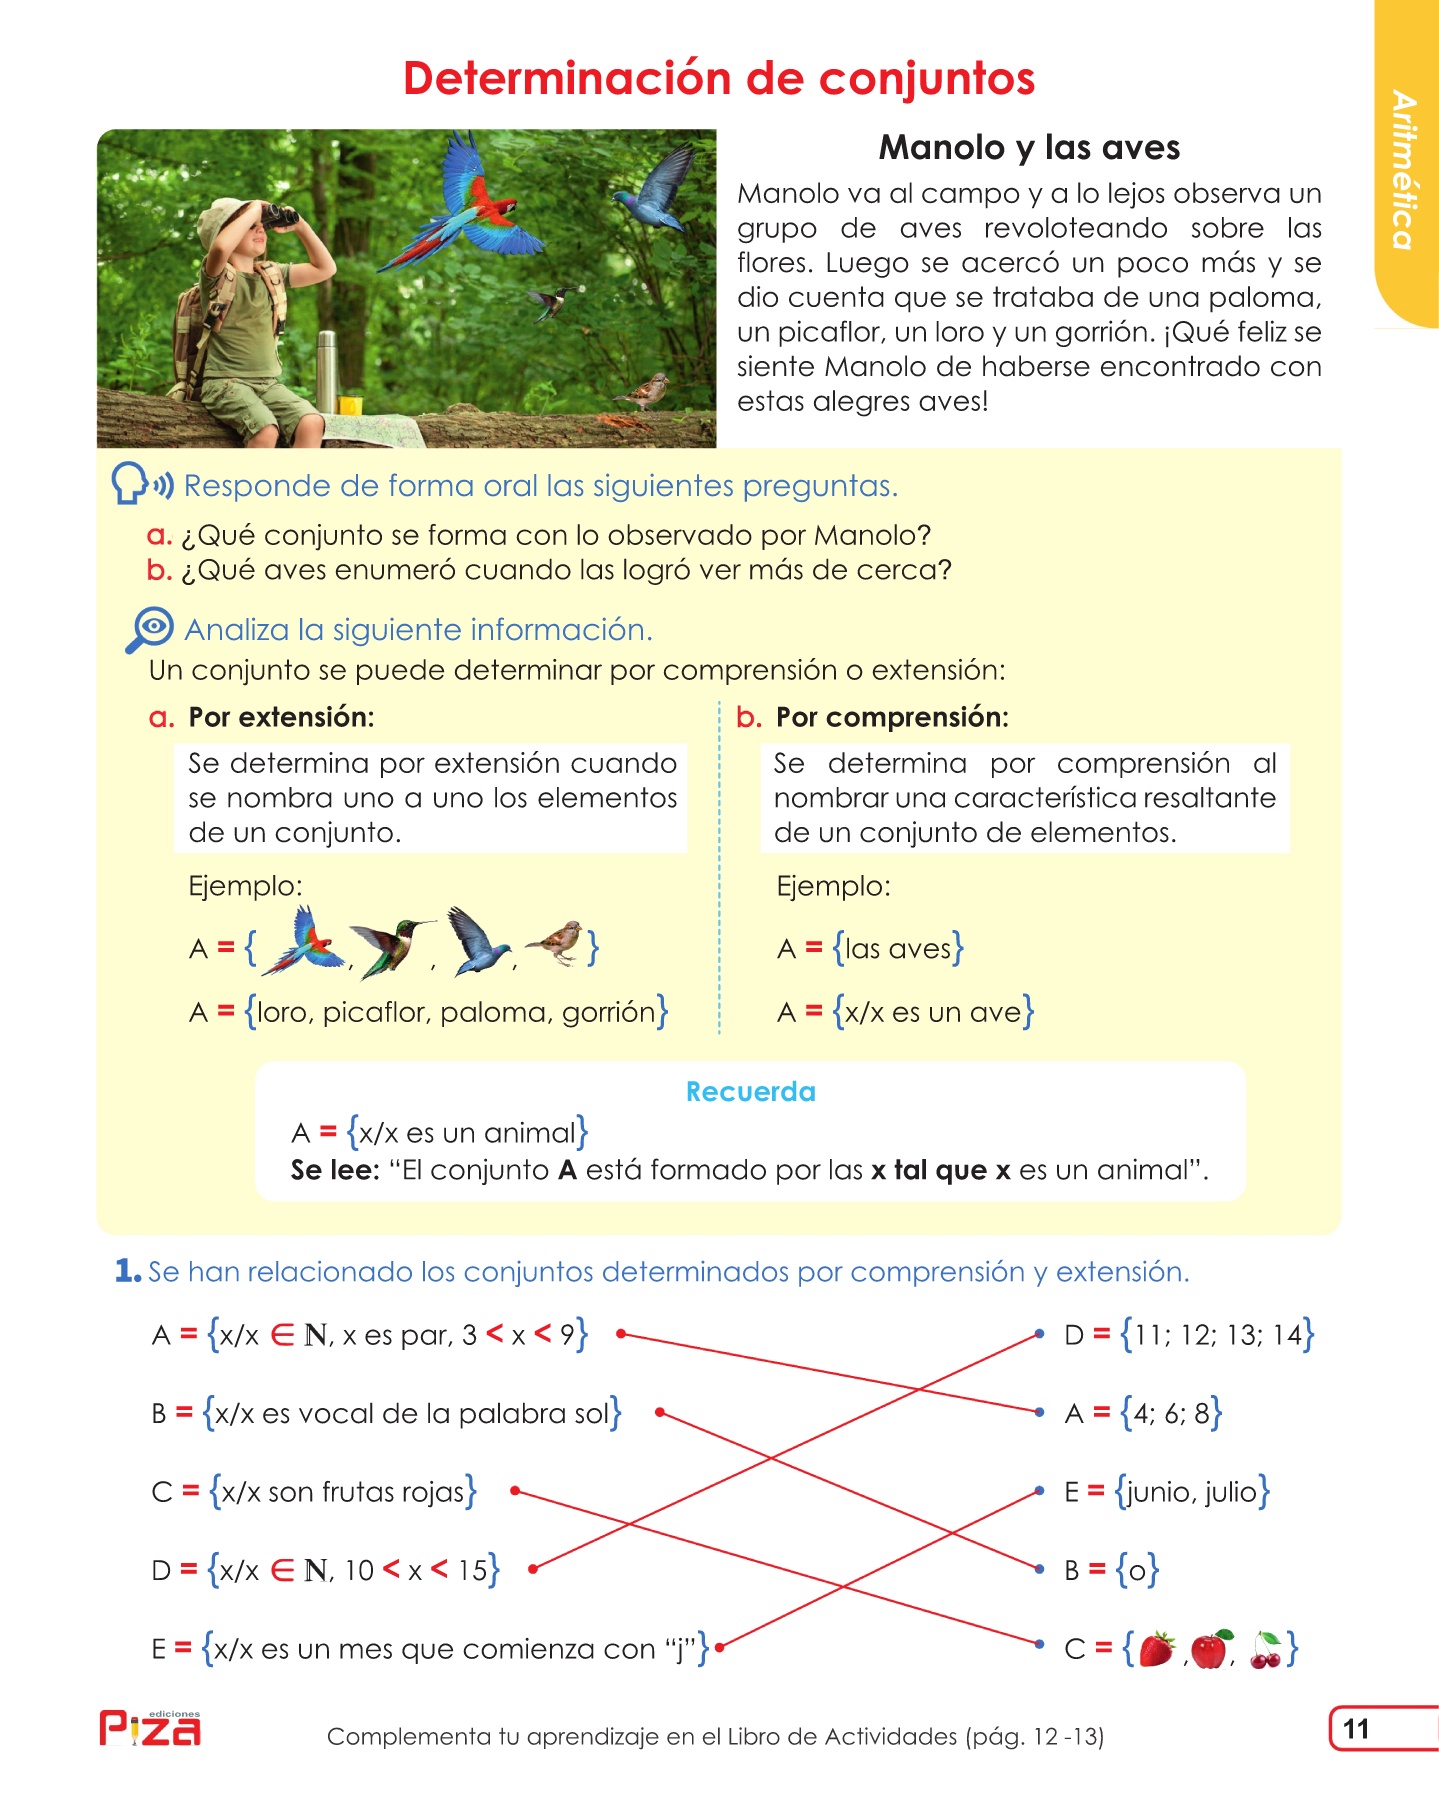 Determinación de conjuntos
Aritmética
Manolo y las aves
Manolo va al campo y a lo lejos observa un
grupo de aves revoloteando sobre las
flores. Luego se acercó un poco más y se
dio cuenta que se trataba de una paloma,
un picaflor, un loro y un gorrión. ¡Qué feliz se
siente Manolo de haberse encontrado con
estas alegres aves!
Responde de forma oral las siguientes preguntas.
a. ¿Qué conjunto se forma con lo observado por Manolo?
b. ¿Qué aves enumeró cuando las logró ver más de cerca?
Analiza la siguiente información.
Un conjunto se puede determinar por comprensión o extensión:
a. Por extensión:
Se determina por extensión cuando
se nombra uno a uno los elementos
de un conjunto.
Ejemplo:
A = { , , , }
A = {loro, picaflor, paloma, gorrión}
b. Por comprensión:
Se determina por comprensión al
nombrar una característica resaltante
de un conjunto de elementos.
Ejemplo:
A = {las aves}
A = {x/x es un ave}
Recuerda
A = {x/x es un animal}
Se lee: “El conjunto A está formado por las x tal que x es un animal”.
1. Se han relacionado los conjuntos determinados por comprensión y extensión.
A = {x/x ∈ ℕ, x es par, 3 < x < 9}
D = {11; 12; 13; 14}
B = {x/x es vocal de la palabra sol}
A = {4; 6; 8}
C = {x/x son frutas rojas}
E = {junio, julio}
D = {x/x ∈ ℕ, 10 < x < 15}
B = {o}
E = {x/x es un mes que comienza con “j”}
C = { , , }
ediciones
Piza
Complementa tu aprendizaje en el Libro de Actividades (pág. 12 -13)
11